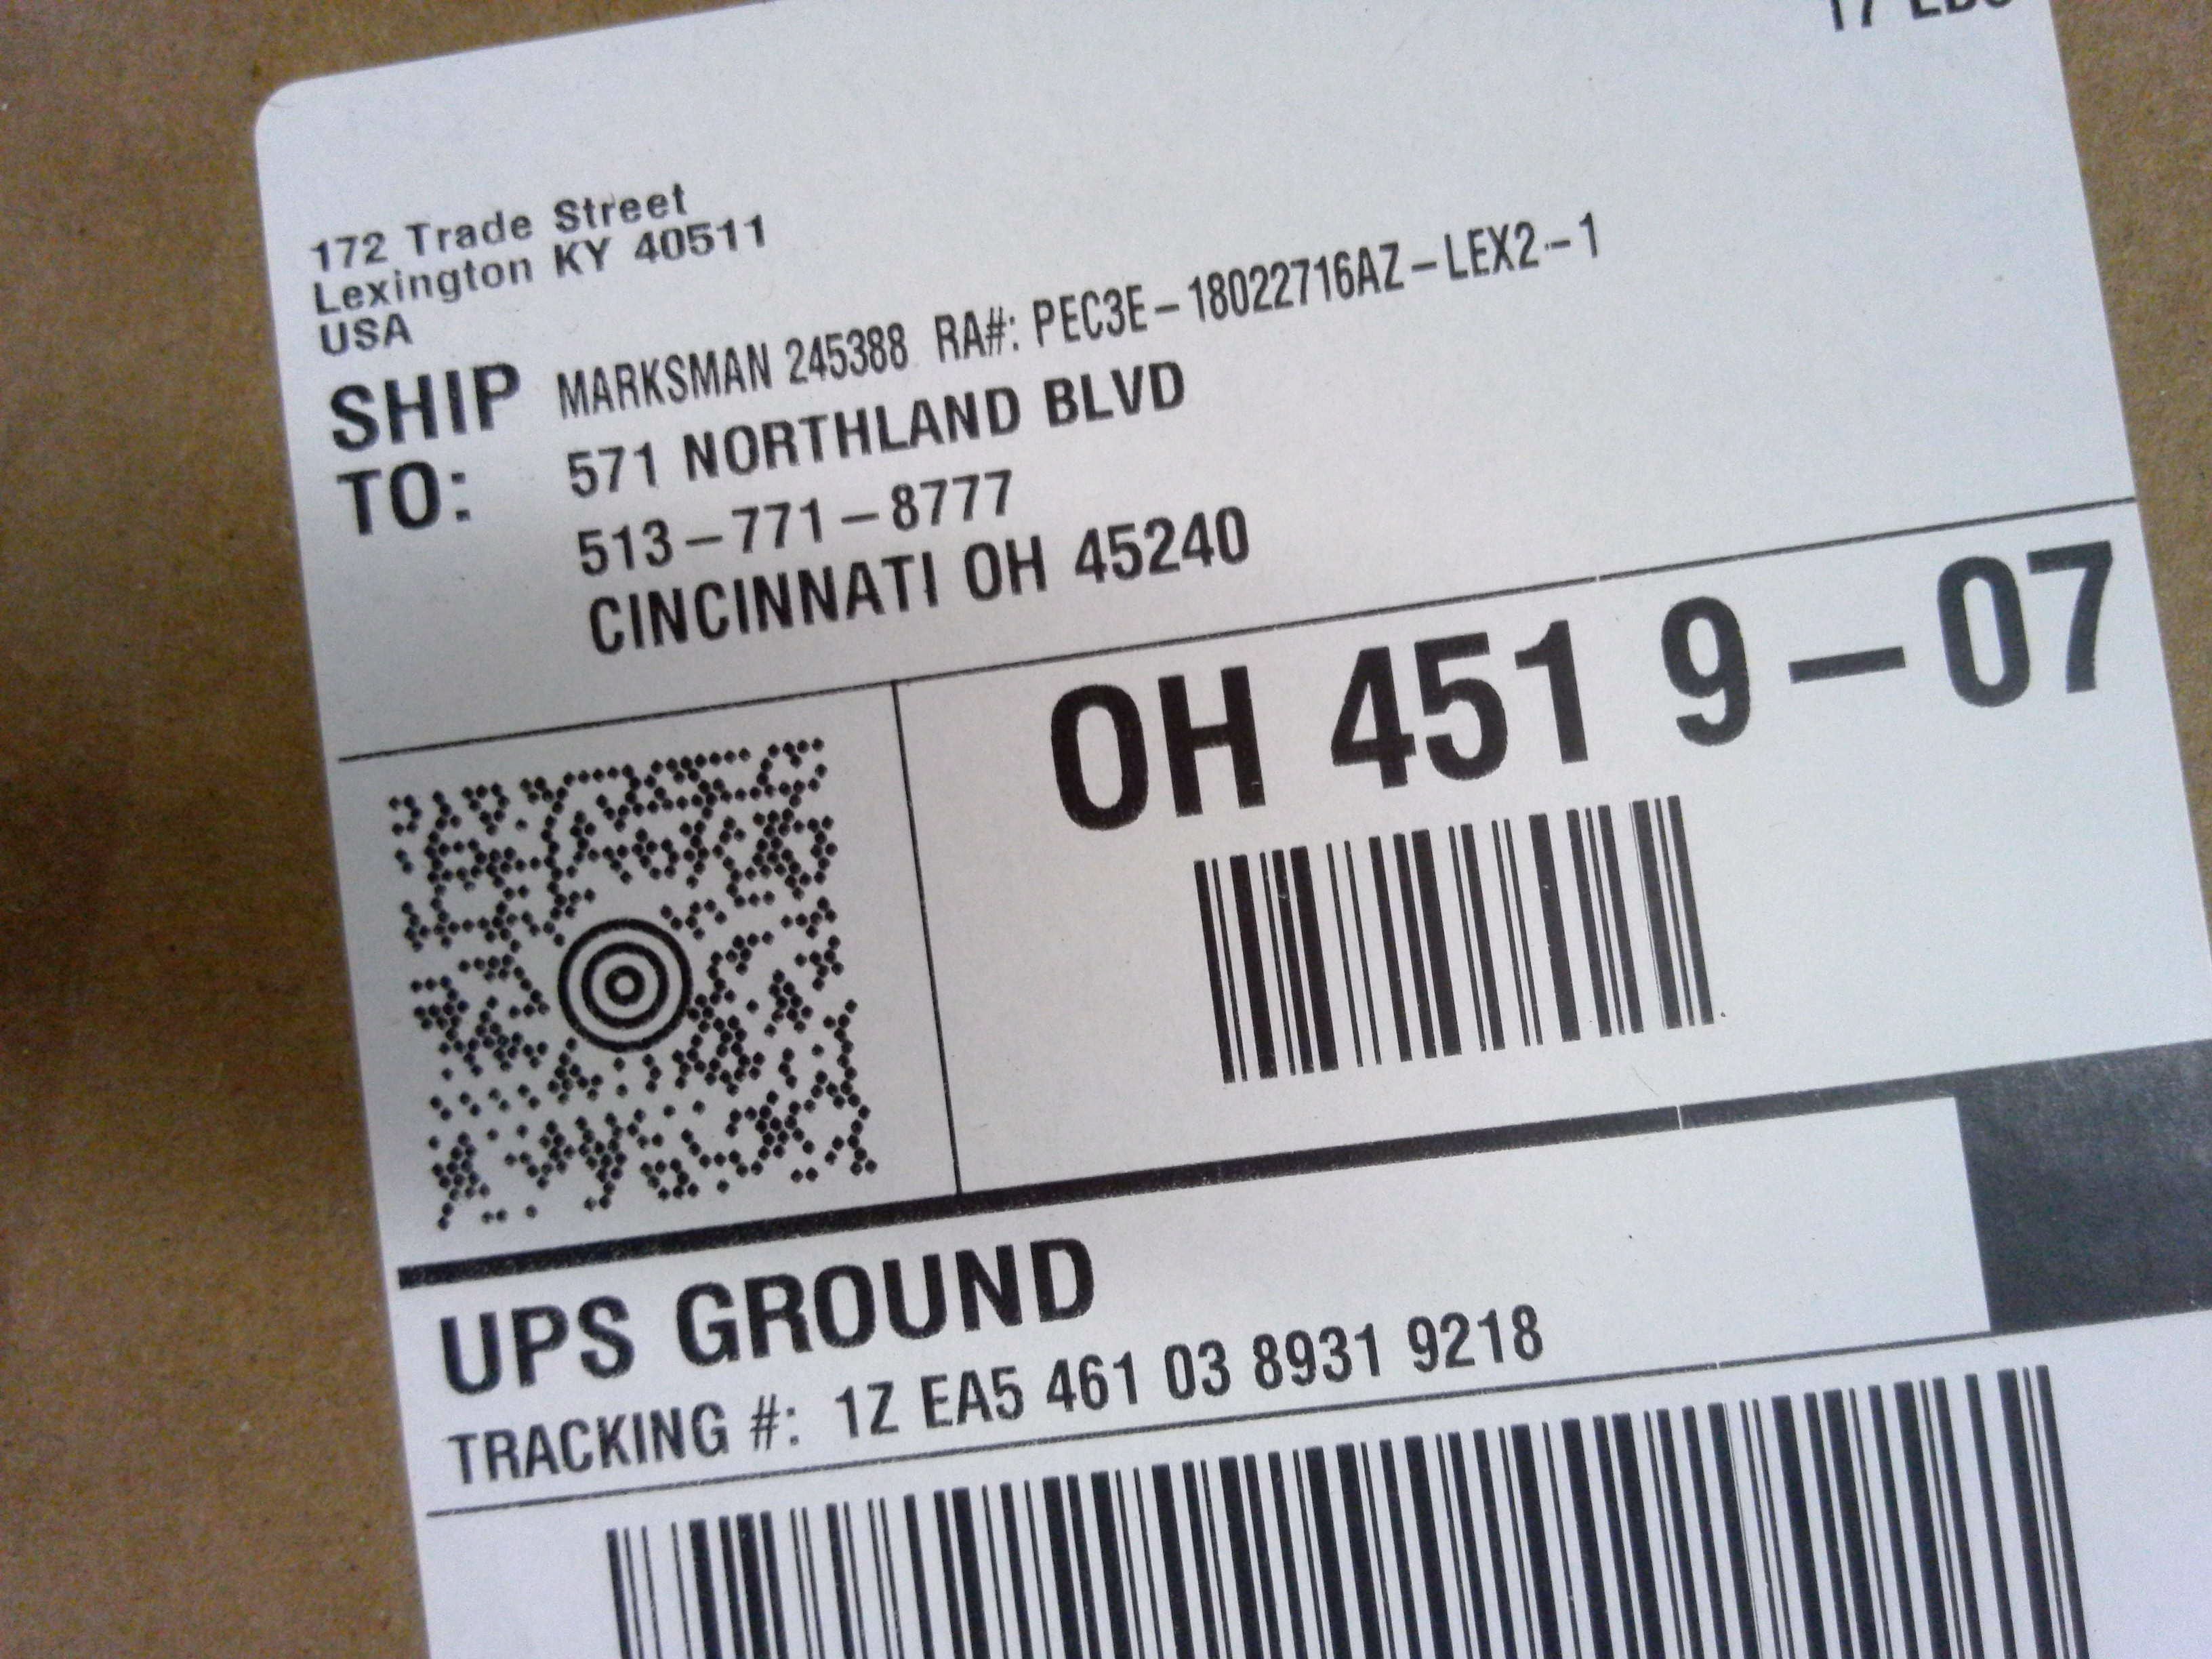 17 LBS
172 Trade Street
Lexington KY 40511
USA
SHIP TO:
MARKSMAN 245388 RA#: PEC3E-18022716AZ-LEX2-1
571 NORTHLAND BLVD
513-771-8777
CINCINNATI OH 45240
OH 451 9-07
UPS GROUND
TRACKING #: 1Z EA5 461 03 8931 9218